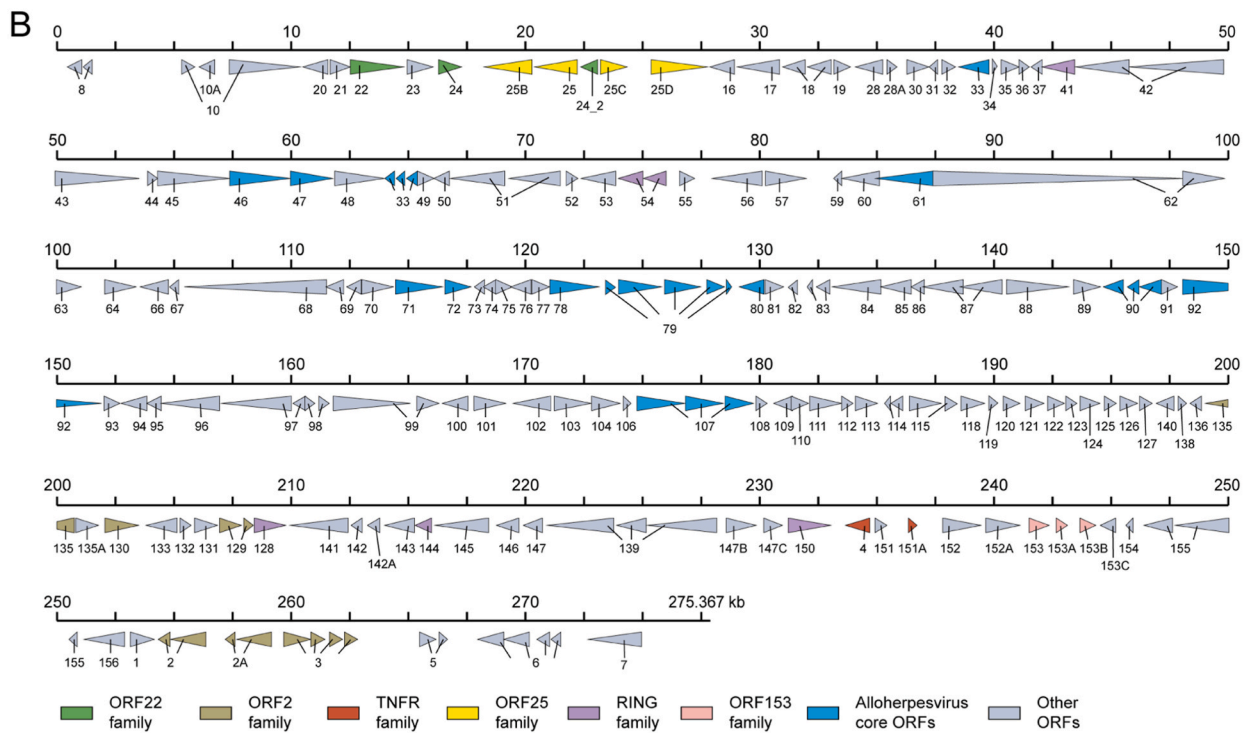 B
0 10 20 30 40 50
8 10A 10 20 21 22 23 24 25B 25 24_2 25C 25D 16 17 18 19 28 28A 30 31 32 33 34 35 36 37 41 42
50 60 70 80 90 100
43 44 45 46 47 48 33 49 50 51 52 53 54 55 56 57 59 60 61 62
100 110 120 130 140 150
63 64 66 67 68 69 70 71 72 73 74 75 76 77 78 79 80 81 82 83 84 85 86 87 88 89 90 91 92
150 160 170 180 190 200
92 93 94 95 96 97 98 99 100 101 102 103 104 106 107 108 109 110 111 112 113 114 115 118 119 120 121 122 123 124 125 126 127 140 138 136 135
200 210 220 230 240 250
135 135A 130 133 132 131 129 128 141 142 142A 143 144 145 146 147 139 147B 147C 150 4 151 151A 152 152A 153 153A 153B 153C 154 155
250 260 270 275.367 kb
155 156 1 2 2A 3 5 6 7
ORF22 family
ORF2 family
TNFR family
ORF25 family
RING family
ORF153 family
Alloherpesvirus core ORFs
Other ORFs